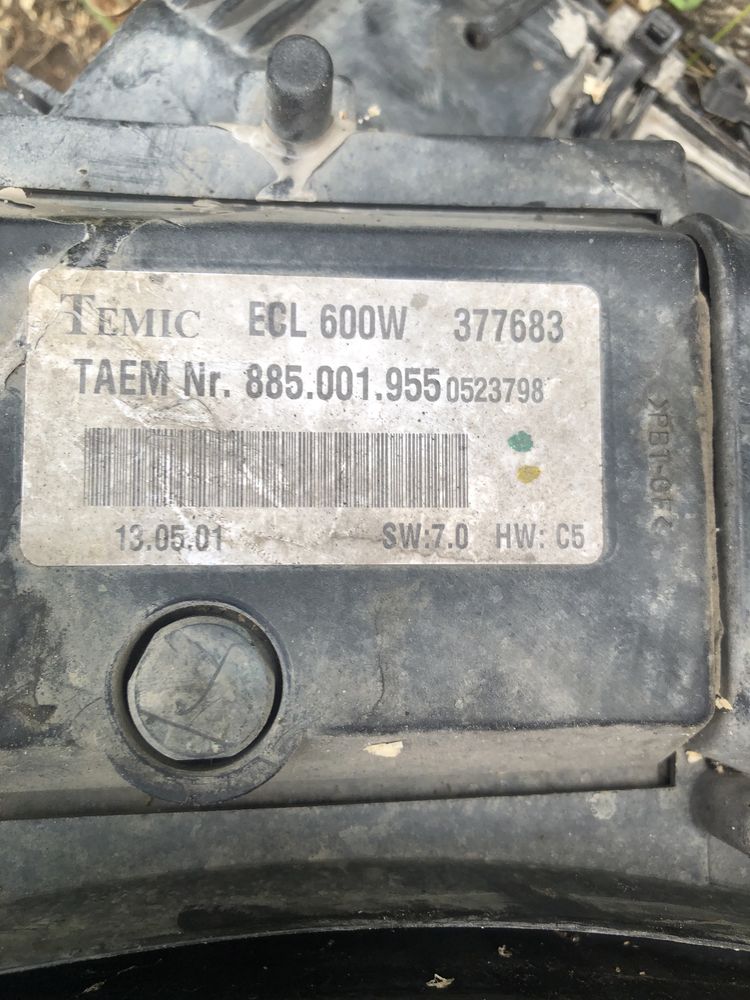 TEMIC ECL 600W 377683
TAEM Nr. 885.001.955 0523798
13.05.01 SW:7.0 HW: C5